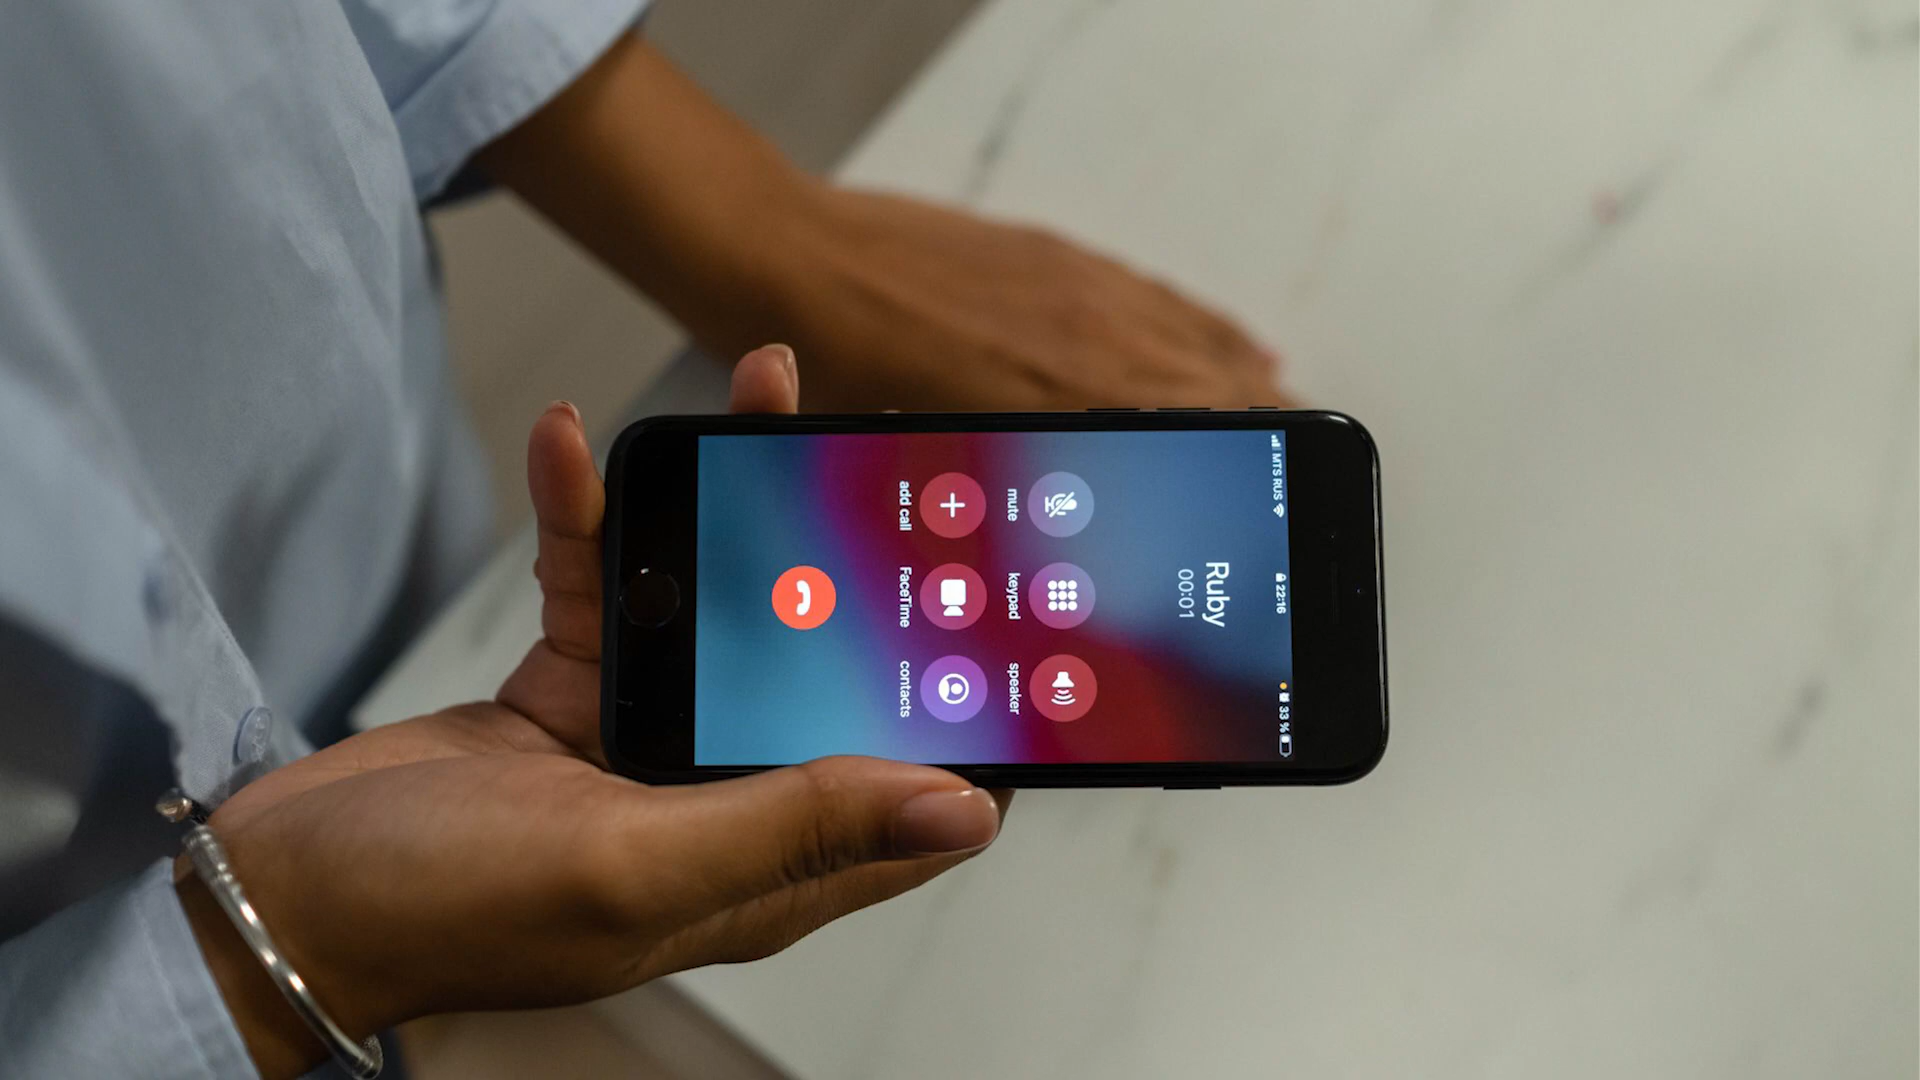 MTS RUS 22:16 33 %
Ruby
00:01
mute keypad speaker
add call FaceTime contacts